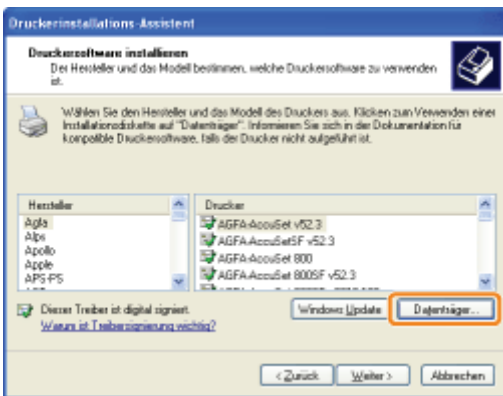 Druckerinstallations-Assistent
Druckersoftware installieren
Der Hersteller und das Modell bestimmen, welche Druckersoftware zu verwenden
ist.
Wählen Sie den Hersteller und das Modell des Druckers aus. Klicken zum Verwenden einer
Installationsdiskette auf "Datenträger". Informieren Sie sich in der Dokumentation für
kompatible Druckersoftware, falls der Drucker nicht aufgeführt ist.
Hersteller
Agfa
Alps
Apollo
Apple
APS-PS
Drucker
AGFA-AccuSet v52.3
AGFA-AccuSetSF v52.3
AGFA-AccuSet 800
AGFA-AccuSet 800SF v52.3
Dieser Treiber ist digital signiert.
Warum ist Treibersignierung wichtig?
Windows Update
Datenträger...
< Zurück
Weiter >
Abbrechen